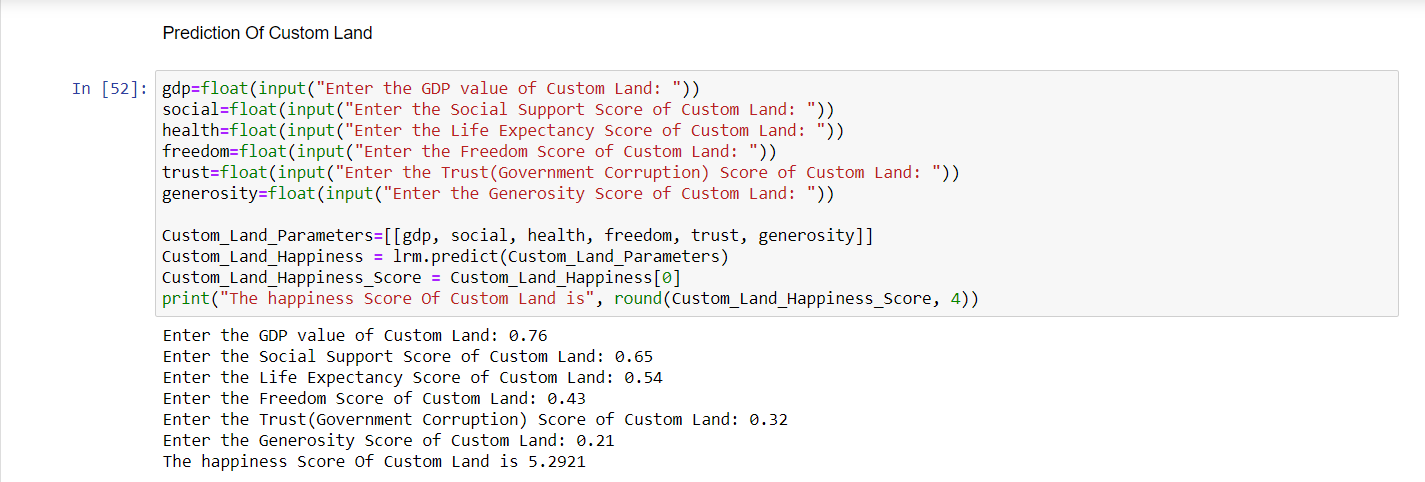 Prediction Of Custom Land
In [52]: gdp=float(input("Enter the GDP value of Custom Land: "))
social=float(input("Enter the Social Support Score of Custom Land: "))
health=float(input("Enter the Life Expectancy Score of Custom Land: "))
freedom=float(input("Enter the Freedom Score of Custom Land: "))
trust=float(input("Enter the Trust(Government Corruption) Score of Custom Land: "))
generosity=float(input("Enter the Generosity Score of Custom Land: "))
Custom_Land_Parameters=[[gdp, social, health, freedom, trust, generosity]]
Custom_Land_Happiness = lrm.predict(Custom_Land_Parameters)
Custom_Land_Happiness_Score = Custom_Land_Happiness[0]
print("The happiness Score Of Custom Land is", round(Custom_Land_Happiness_Score, 4))
Enter the GDP value of Custom Land: 0.76
Enter the Social Support Score of Custom Land: 0.65
Enter the Life Expectancy Score of Custom Land: 0.54
Enter the Freedom Score of Custom Land: 0.43
Enter the Trust(Government Corruption) Score of Custom Land: 0.32
Enter the Generosity Score of Custom Land: 0.21
The happiness Score Of Custom Land is 5.2921